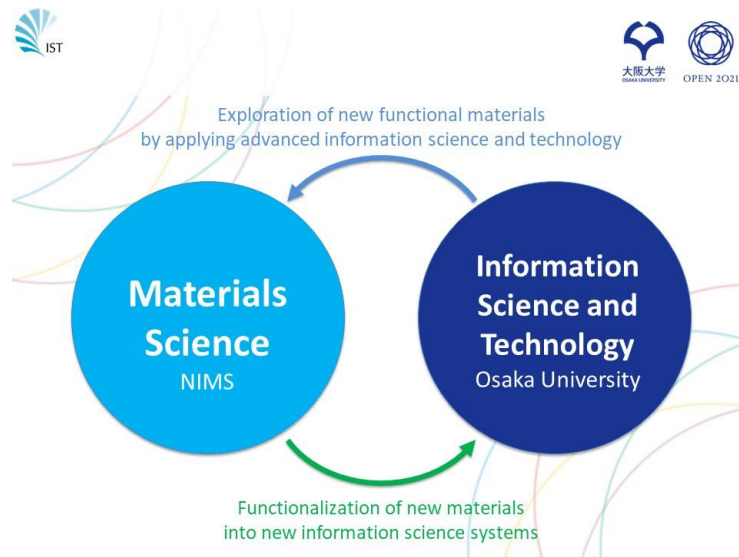 IST
大阪大学
OSAKA UNIVERSITY
OPEN 2021
Exploration of new functional materials
by applying advanced information science and technology
Materials
Science
NIMS
Information
Science and
Technology
Osaka University
Functionalization of new materials
into new information science systems